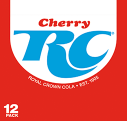 Cherry
RC
ROYAL CROWN COLA • EST. 1905
12
PACK